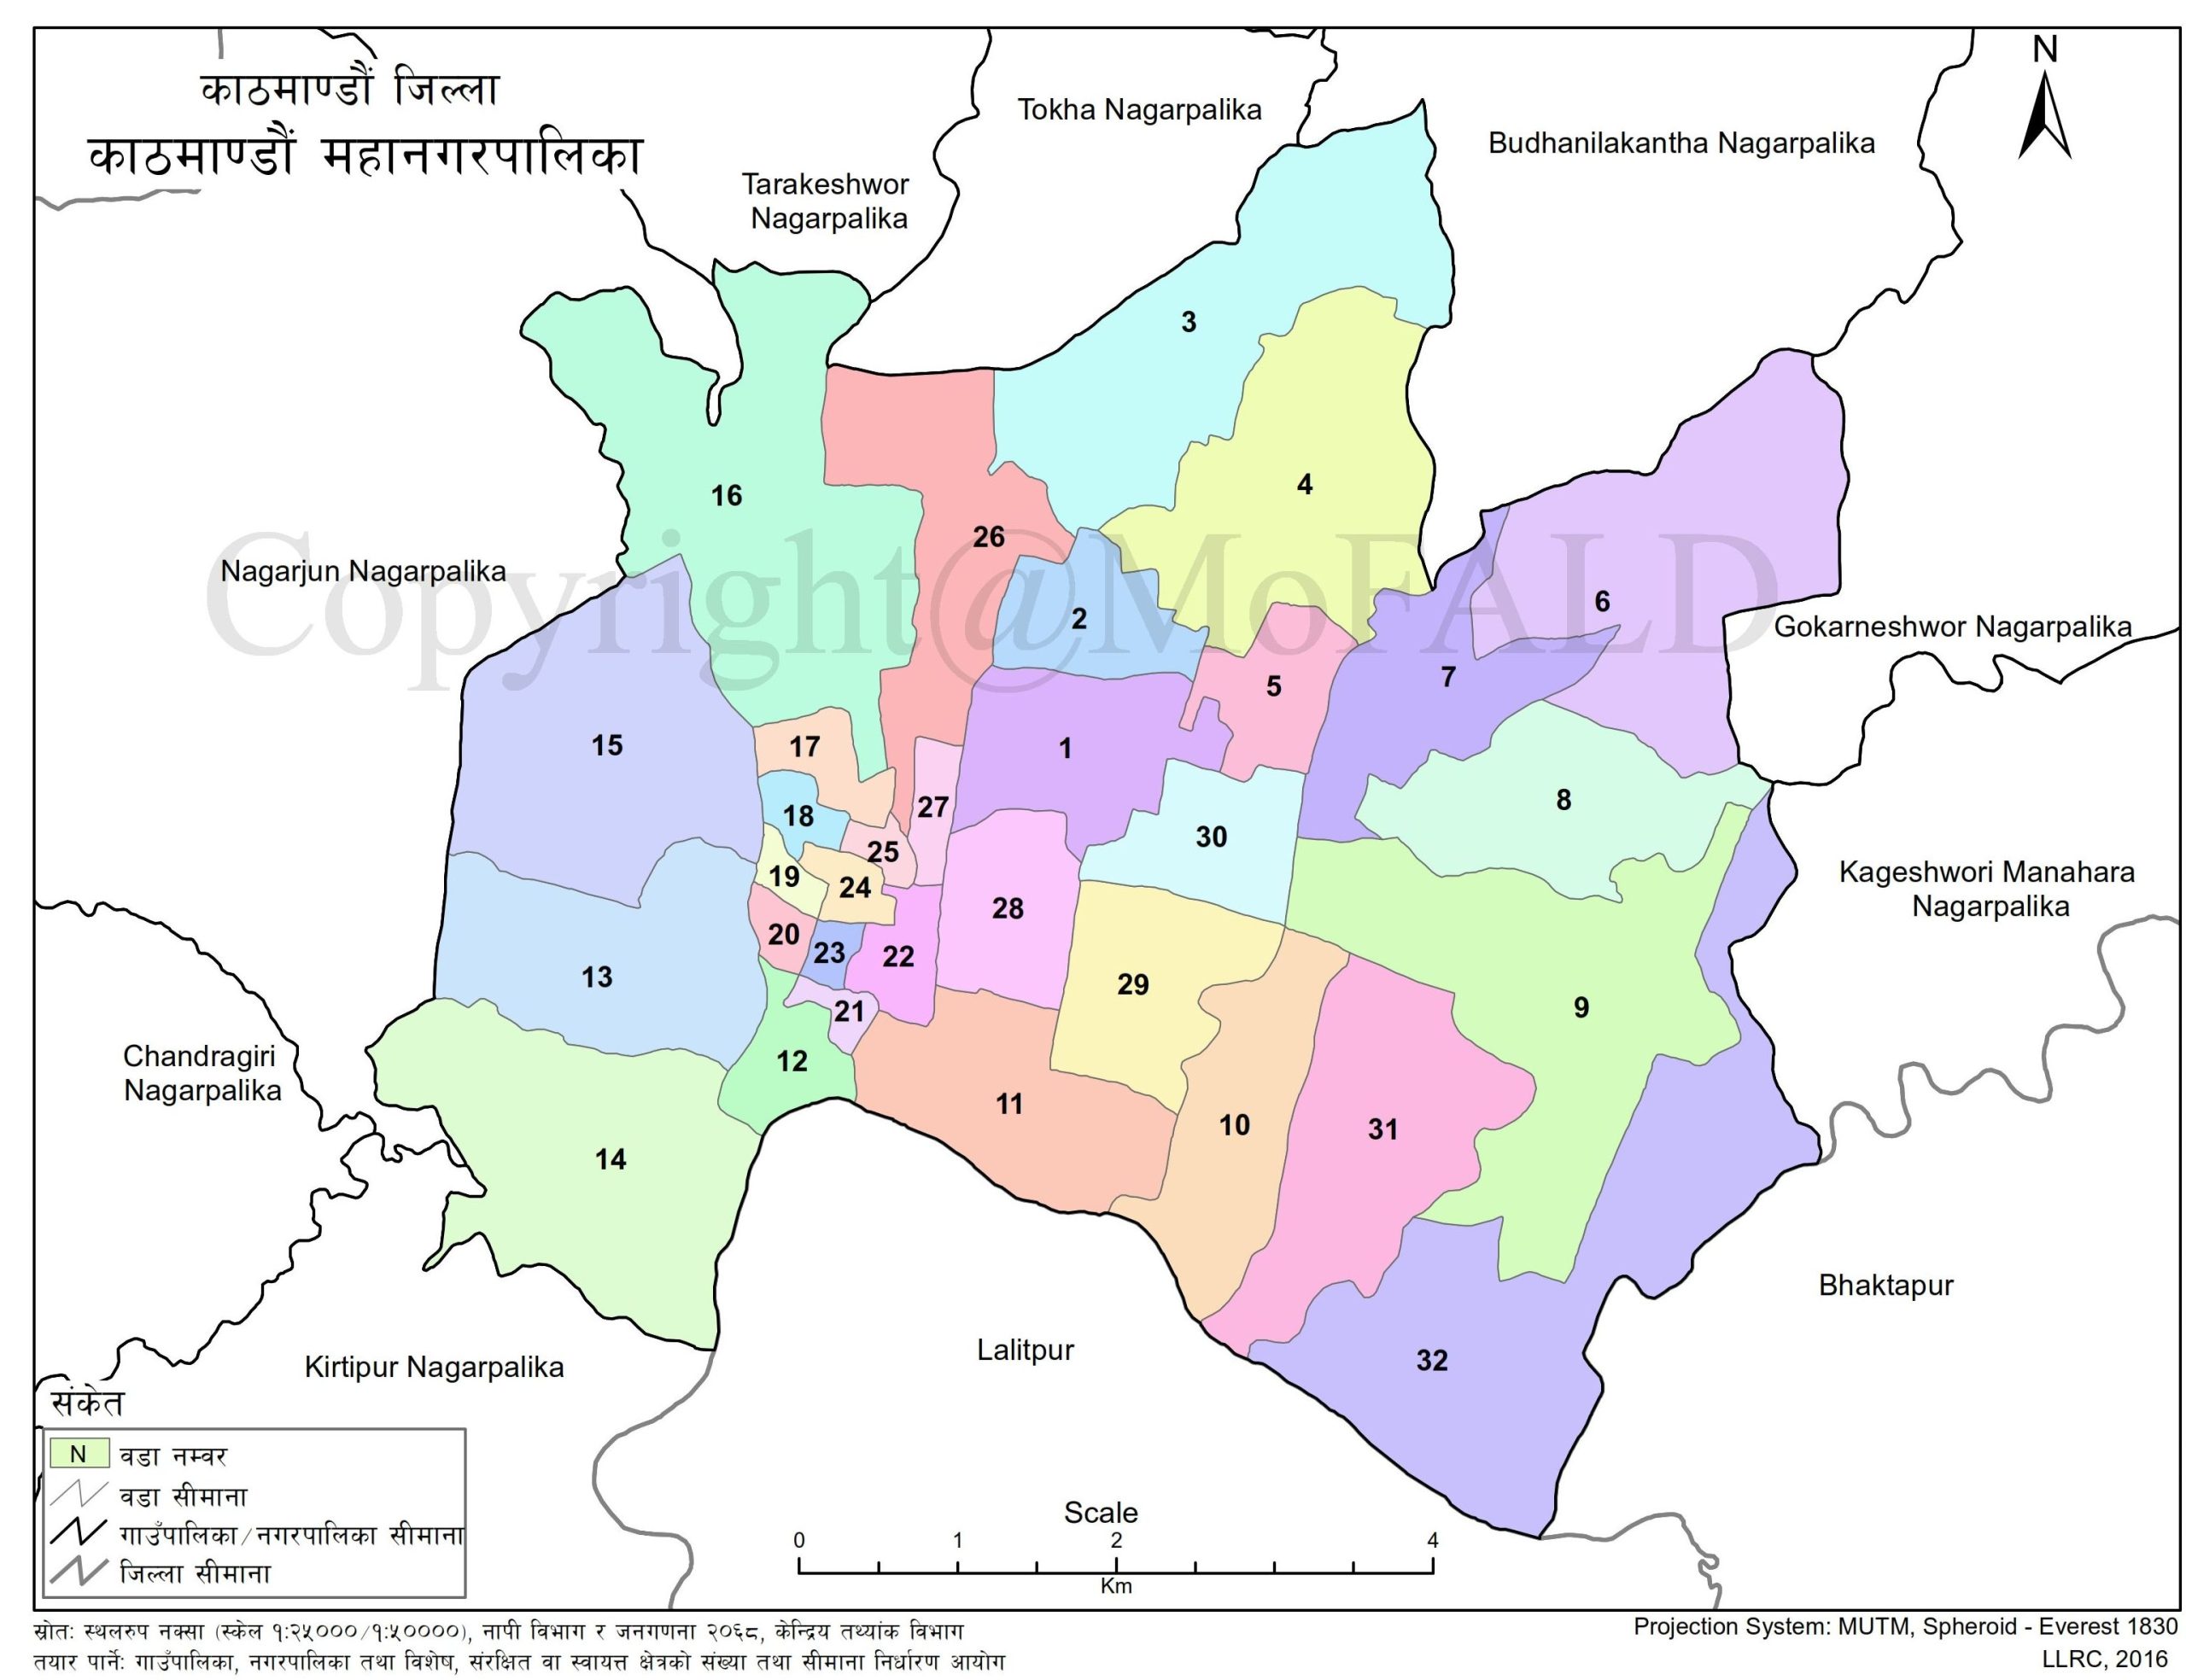 काठमाण्डौं जिल्ला
काठमाण्डौं महानगरपालिका
N
Tokha Nagarpalika
Budhanilakantha Nagarpalika
Tarakeshwor
Nagarpalika
3
4
16
26
Copyright@MoFALD
Nagarjun Nagarpalika
6
2
Gokarneshwor Nagarpalika
7
5
15
17
1
8
27
18
30
25
Kageshwori Manahara
Nagarpalika
19
24
28
20
23
22
13
29
9
21
Chandragiri
Nagarpalika
12
11
10
31
14
Bhaktapur
Lalitpur
32
Kirtipur Nagarpalika
संकेत
N वडा नम्वर
वडा सीमाना
गाउँपालिका/नगरपालिका सीमाना
जिल्ला सीमाना
Scale
0 1 2 4
Km
स्रोतः स्थलरुप नक्सा (स्केल १:२५०००/१:५००००), नापी विभाग र जनगणना २०६८, केन्द्रिय तथ्यांक विभाग
तयार पार्नेः गाउँपालिका, नगरपालिका तथा विशेष, संरक्षित वा स्वायत्त क्षेत्रको संख्या तथा सीमाना निर्धारण आयोग
Projection System: MUTM, Spheroid - Everest 1830
LLRC, 2016